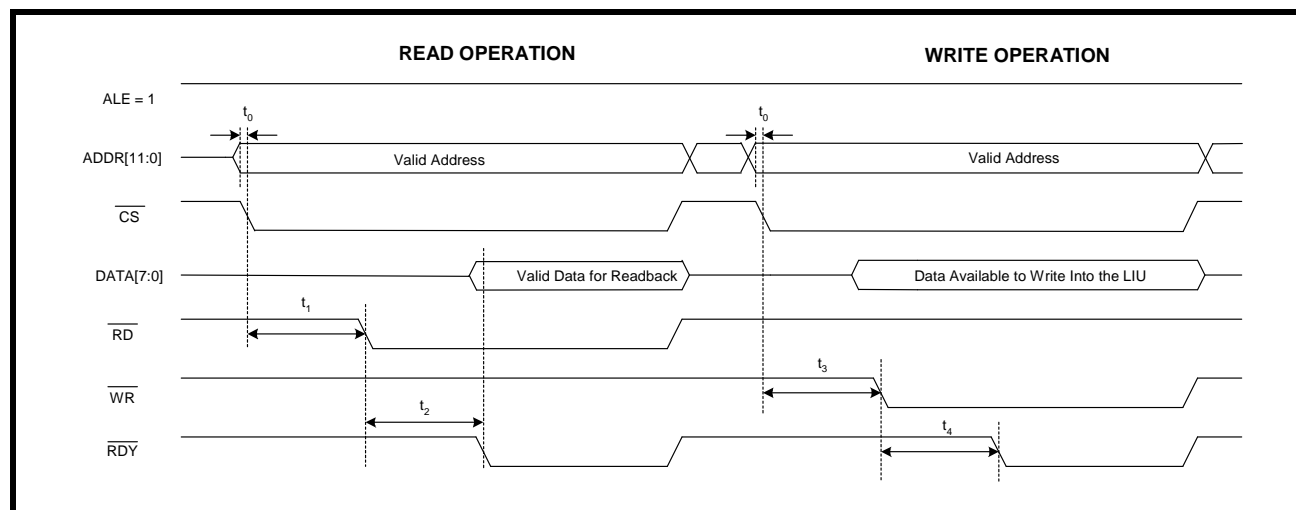 READ OPERATION
WRITE OPERATION
ALE = 1
t0
t0
ADDR[11:0]
Valid Address
Valid Address
CS
DATA[7:0]
Valid Data for Readback
Data Available to Write Into the LIU
t1
RD
t3
WR
t2
t4
RDY